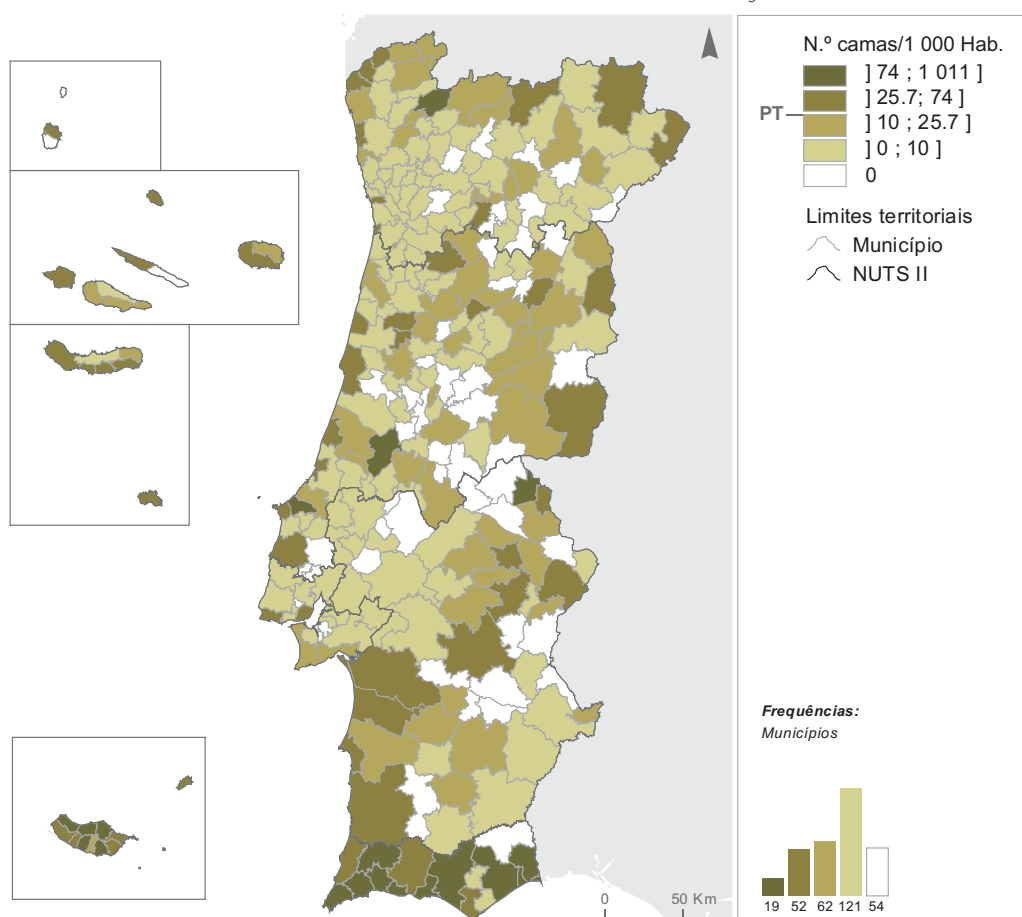 N.º camas/1 000 Hab.
] 74 ; 1 011 ]
] 25.7; 74 ]
PT
] 10 ; 25.7 ]
] 0 ; 10 ]
0
Limites territoriais
Município
NUTS II
Frequências:
Municípios
19 52 62 121 54
0 50 Km